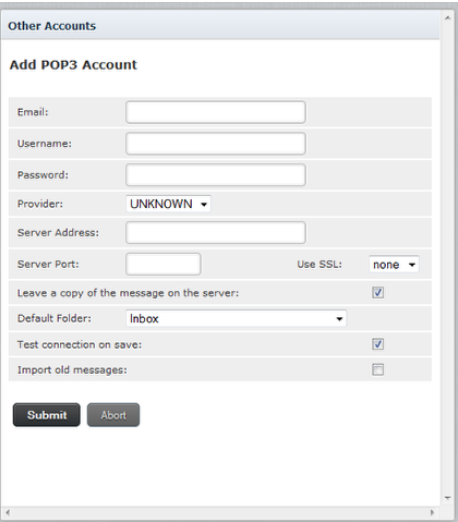 Other Accounts
Add POP3 Account
Email:
Username:
Password:
Provider: UNKNOWN
Server Address:
Server Port: Use SSL: none
Leave a copy of the message on the server:
Default Folder: Inbox
Test connection on save:
Import old messages:
Submit Abort